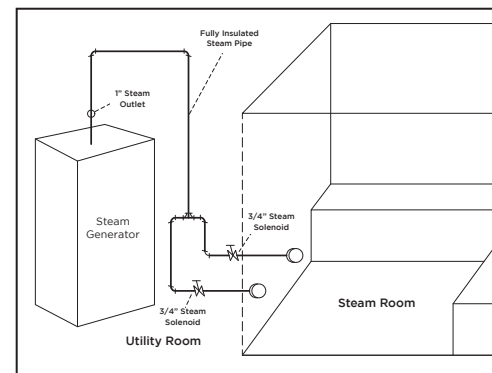 Fully Insulated
Steam Pipe
1" Steam
Outlet
Steam
Generator
3/4" Steam
Solenoid
Steam Room
3/4" Steam
Solenoid
Utility Room